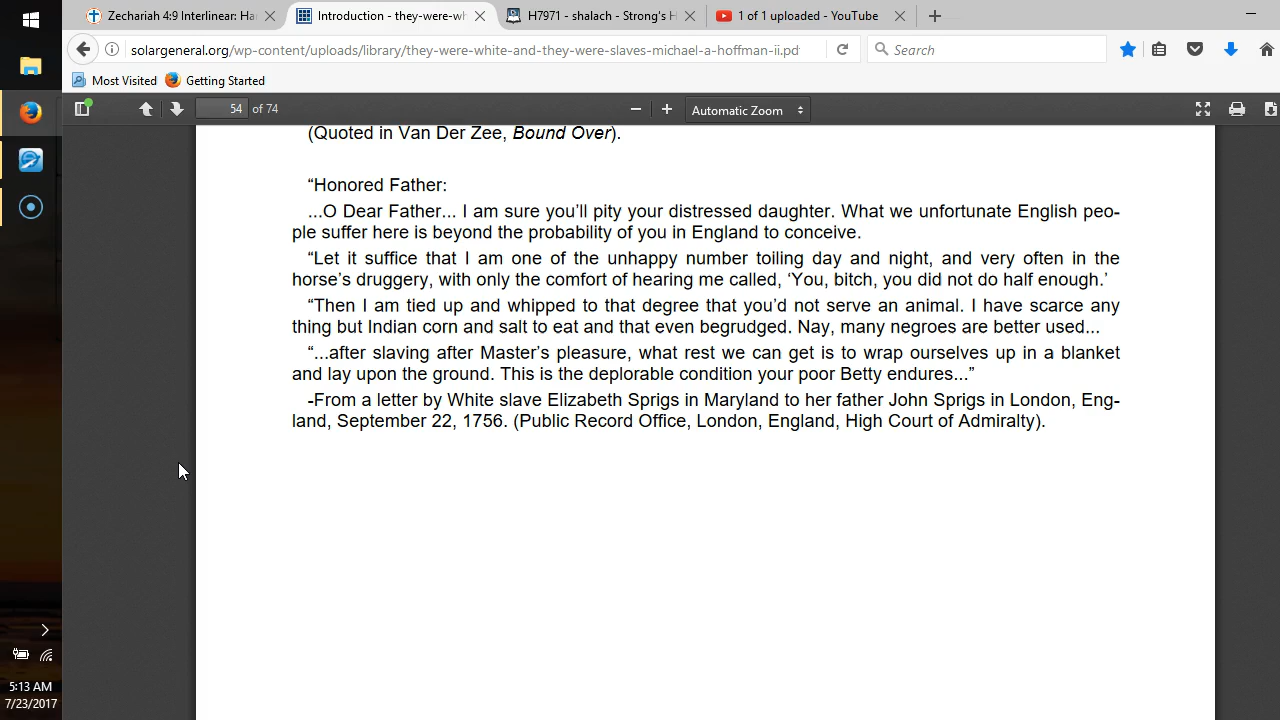 Zechariah 4:9 Interlinear: Ha
Introduction - they-were-wh
H7971 - shalach - Strong's H
1 of 1 uploaded - YouTube
solargeneral.org/wp-content/uploads/library/they-were-white-and-they-were-slaves-michael-a-hoffman-ii.pd
Search
Most Visited
Getting Started
54 of 74
Automatic Zoom
(Quoted in Van Der Zee, Bound Over).
“Honored Father:
...O Dear Father... I am sure you’ll pity your distressed daughter. What we unfortunate English peo-
ple suffer here is beyond the probability of you in England to conceive.
“Let it suffice that I am one of the unhappy number toiling day and night, and very often in the
horse’s druggery, with only the comfort of hearing me called, ‘You, bitch, you did not do half enough.’
“Then I am tied up and whipped to that degree that you’d not serve an animal. I have scarce any
thing but Indian corn and salt to eat and that even begrudged. Nay, many negroes are better used...
“...after slaving after Master’s pleasure, what rest we can get is to wrap ourselves up in a blanket
and lay upon the ground. This is the deplorable condition your poor Betty endures...”
-From a letter by White slave Elizabeth Sprigs in Maryland to her father John Sprigs in London, Eng-
land, September 22, 1756. (Public Record Office, London, England, High Court of Admiralty).
5:13 AM
7/23/2017